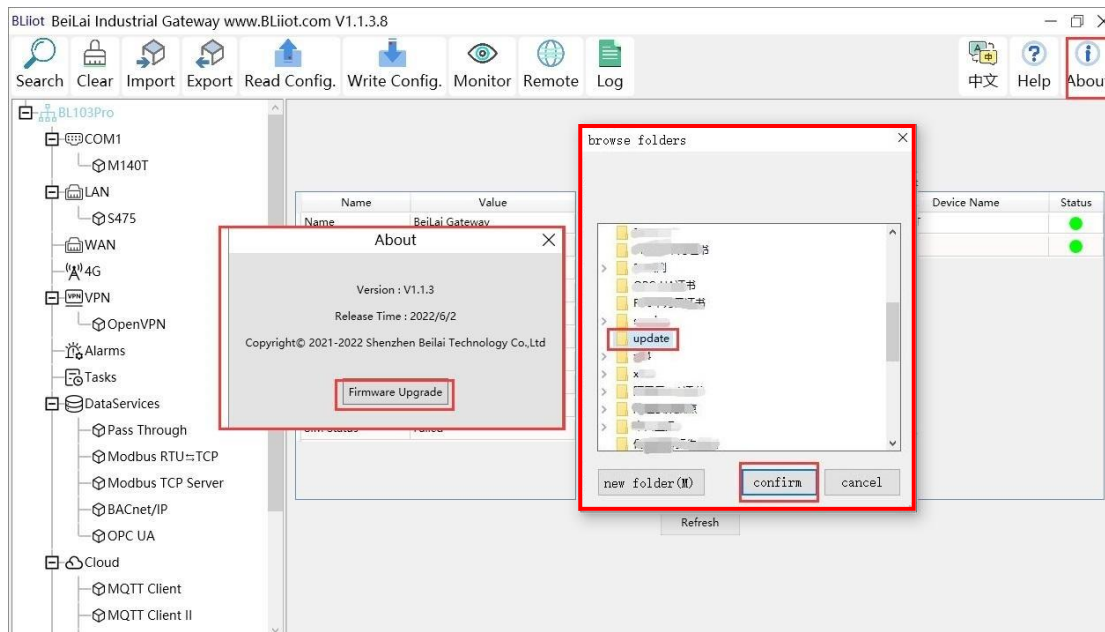 BLiiot BeiLai Industrial Gateway www.BLiiot.com V1.1.3.8
Search Clear Import Export Read Config. Write Config. Monitor Remote Log 中文 Help About
BL103Pro
COM1
M140T
LAN
S475
WAN
4G
VPN
VPN
OpenVPN
Alarms
Tasks
DataServices
Pass Through
Modbus RTU⇆TCP
Modbus TCP Server
BACnet/IP
OPC UA
Cloud
MQTT Client
MQTT Client II
Name Value
Name BeiLai Gateway
About
Version : V1.1.3
Release Time : 2022/6/2
Copyright© 2021-2022 Shenzhen Beilai Technology Co.,Ltd
Firmware Upgrade
browse folders
update
new folder(M) confirm cancel
Device Name Status
Refresh